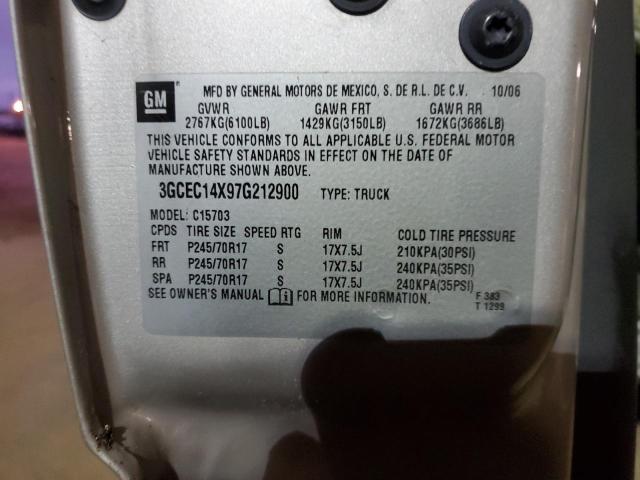 GM
MFD BY GENERAL MOTORS DE MEXICO, S. DE R.L. DE C.V. 10/06
GVWR GAWR FRT GAWR RR
2767KG(6100LB) 1429KG(3150LB) 1672KG(3686LB)
THIS VEHICLE CONFORMS TO ALL APPLICABLE U.S. FEDERAL MOTOR
VEHICLE SAFETY STANDARDS IN EFFECT ON THE DATE OF
MANUFACTURE SHOWN ABOVE.
3GCEC14X97G212900 TYPE: TRUCK
MODEL: C15703
CPDS TIRE SIZE SPEED RTG RIM COLD TIRE PRESSURE
FRT P245/70R17 S 17X7.5J 210KPA(30PSI)
RR P245/70R17 S 17X7.5J 240KPA(35PSI)
SPA P245/70R17 S 17X7.5J 240KPA(35PSI)
SEE OWNER'S MANUAL FOR MORE INFORMATION. F 383
T 1299